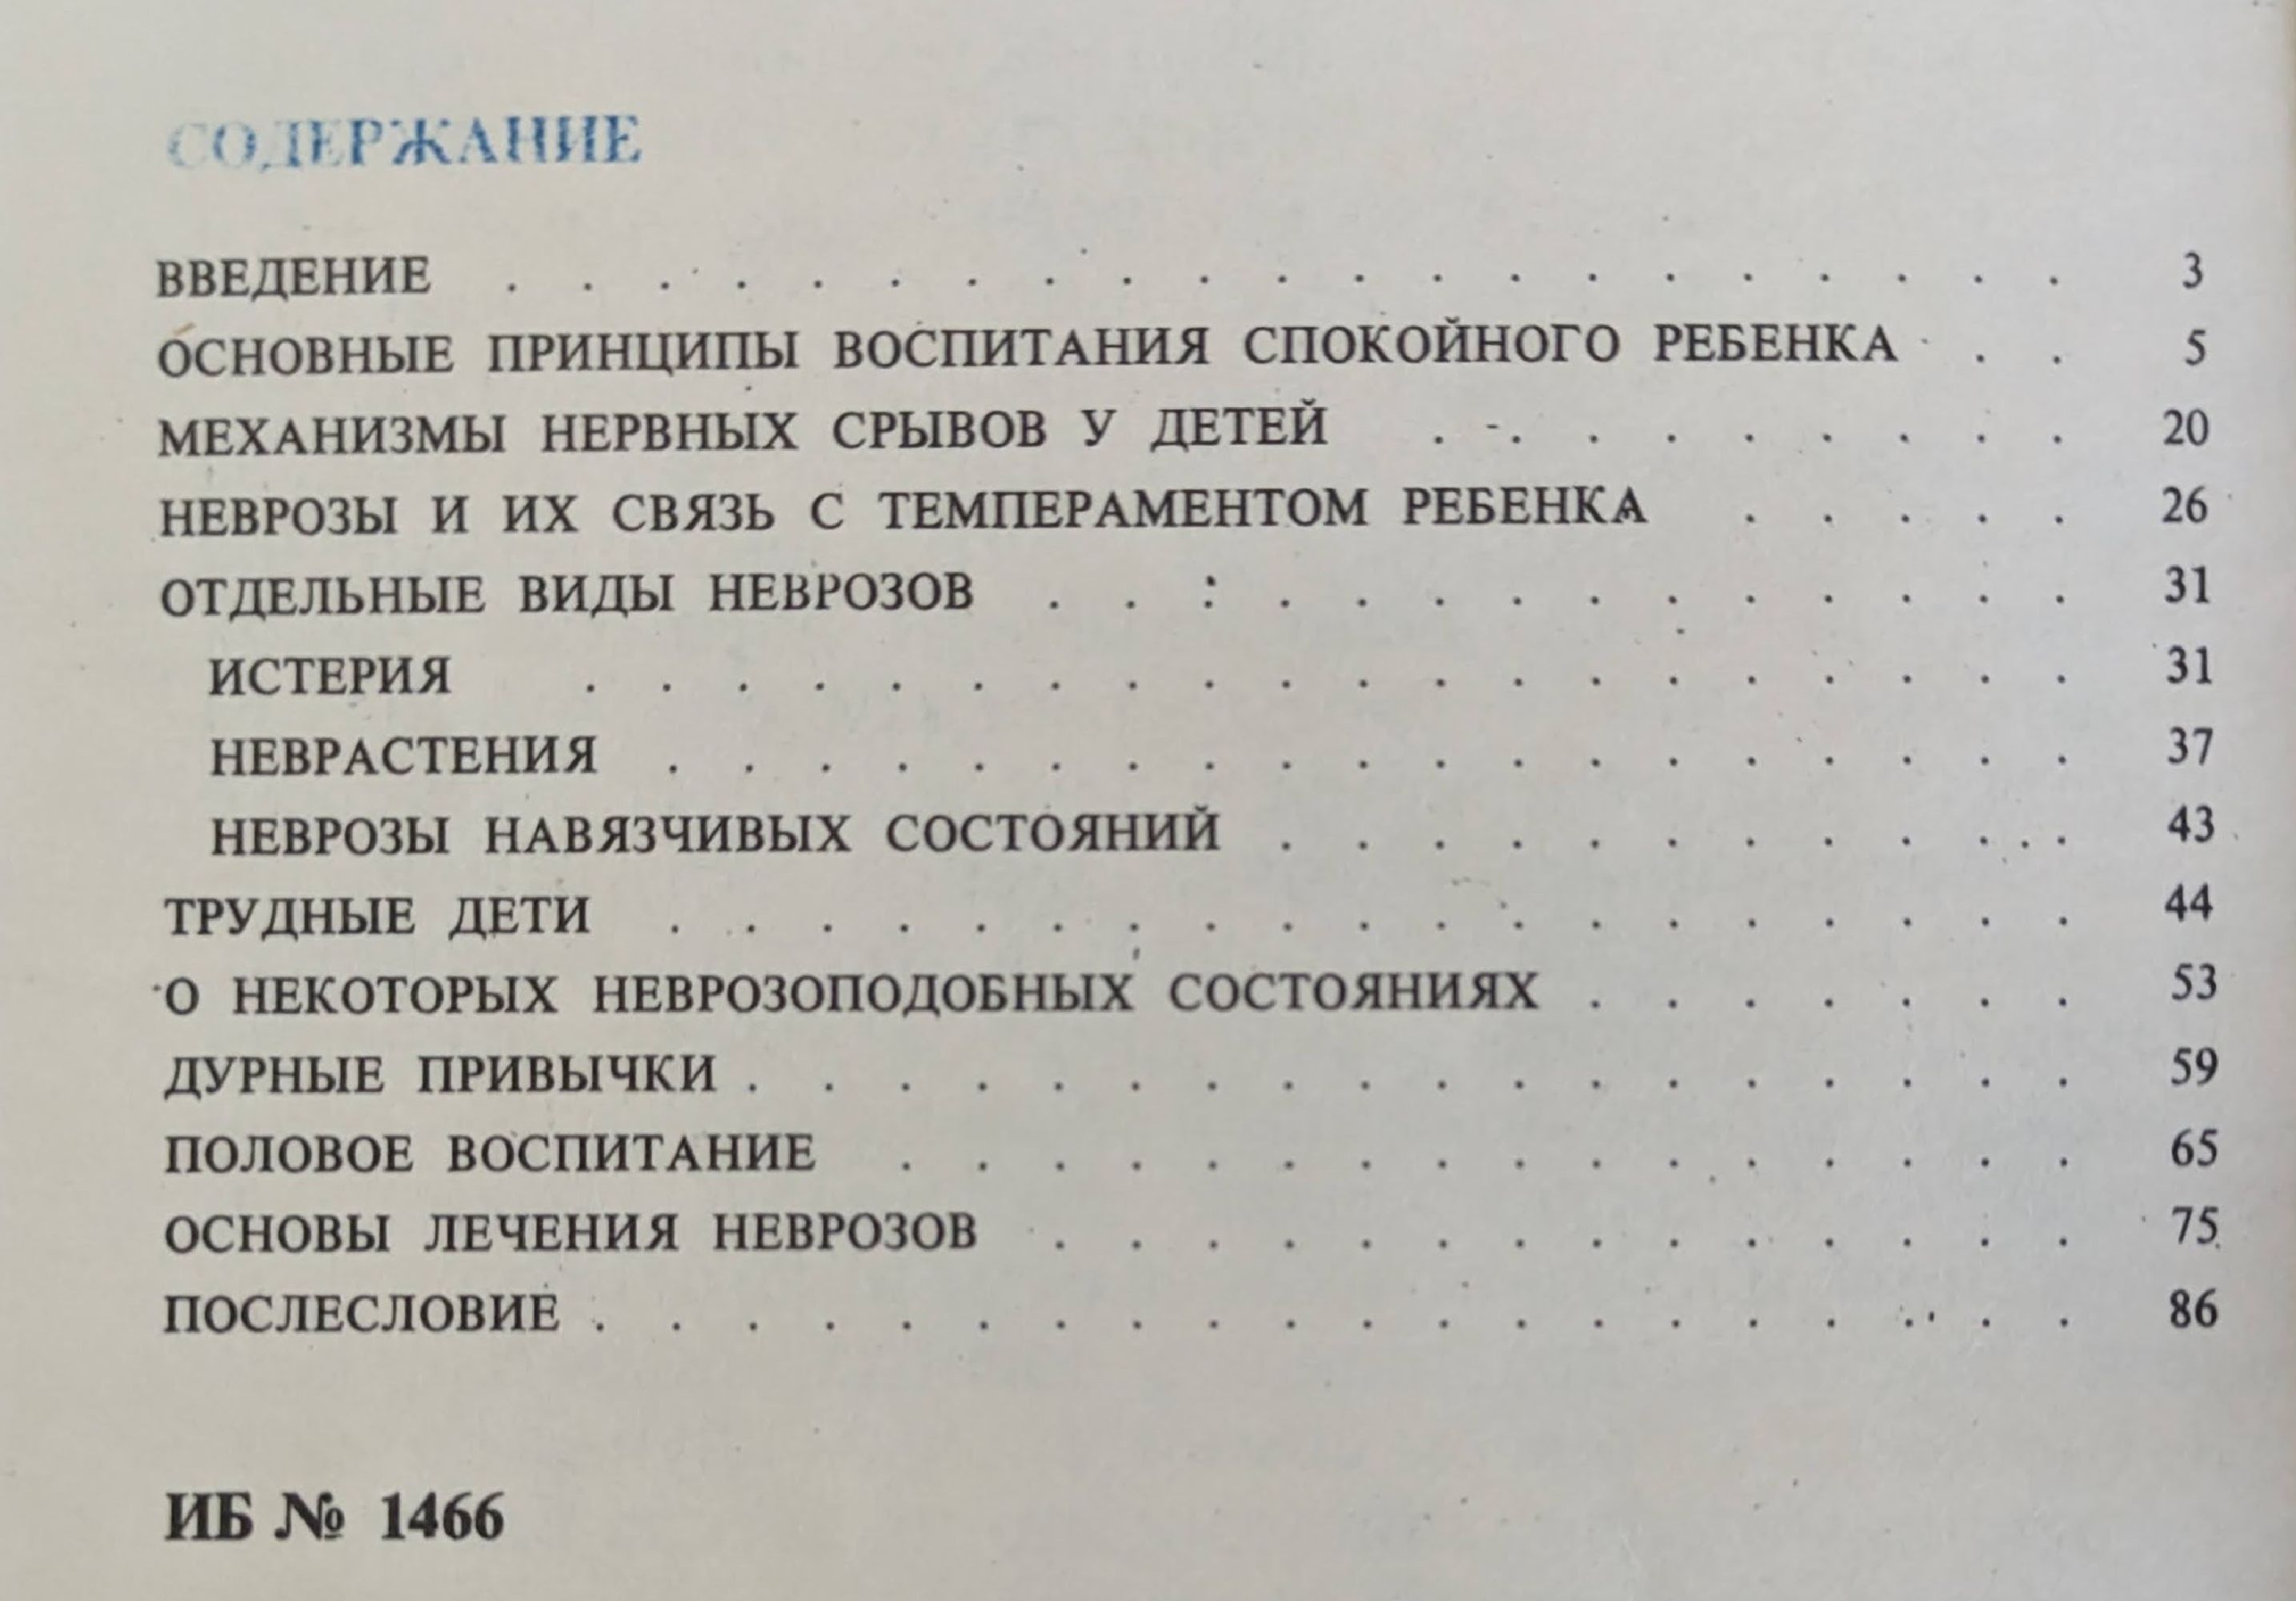 СОДЕРЖАНИЕ
ВВЕДЕНИЕ . . . . . . . . . . . . . . . . . . . . . 3
ОСНОВНЫЕ ПРИНЦИПЫ ВОСПИТАНИЯ СПОКОЙНОГО РЕБЕНКА . . 5
МЕХАНИЗМЫ НЕРВНЫХ СРЫВОВ У ДЕТЕЙ . . . . . . . . . 20
НЕВРОЗЫ И ИХ СВЯЗЬ С ТЕМПЕРАМЕНТОМ РЕБЕНКА . . . . . 26
ОТДЕЛЬНЫЕ ВИДЫ НЕВРОЗОВ . . . . . . . . . . . . . . 31
ИСТЕРИЯ . . . . . . . . . . . . . . . . . . . . 31
НЕВРАСТЕНИЯ . . . . . . . . . . . . . . . . . . . 37
НЕВРОЗЫ НАВЯЗЧИВЫХ СОСТОЯНИЙ . . . . . . . . . . . 43
ТРУДНЫЕ ДЕТИ . . . . . . . . . . . . . . . . . . . 44
О НЕКОТОРЫХ НЕВРОЗОПОДОБНЫХ СОСТОЯНИЯХ . . . . . . . 53
ДУРНЫЕ ПРИВЫЧКИ . . . . . . . . . . . . . . . . . . 59
ПОЛОВОЕ ВОСПИТАНИЕ . . . . . . . . . . . . . . . . 65
ОСНОВЫ ЛЕЧЕНИЯ НЕВРОЗОВ . . . . . . . . . . . . . . 75
ПОСЛЕСЛОВИЕ . . . . . . . . . . . . . . . . . . . . 86
ИБ № 1466